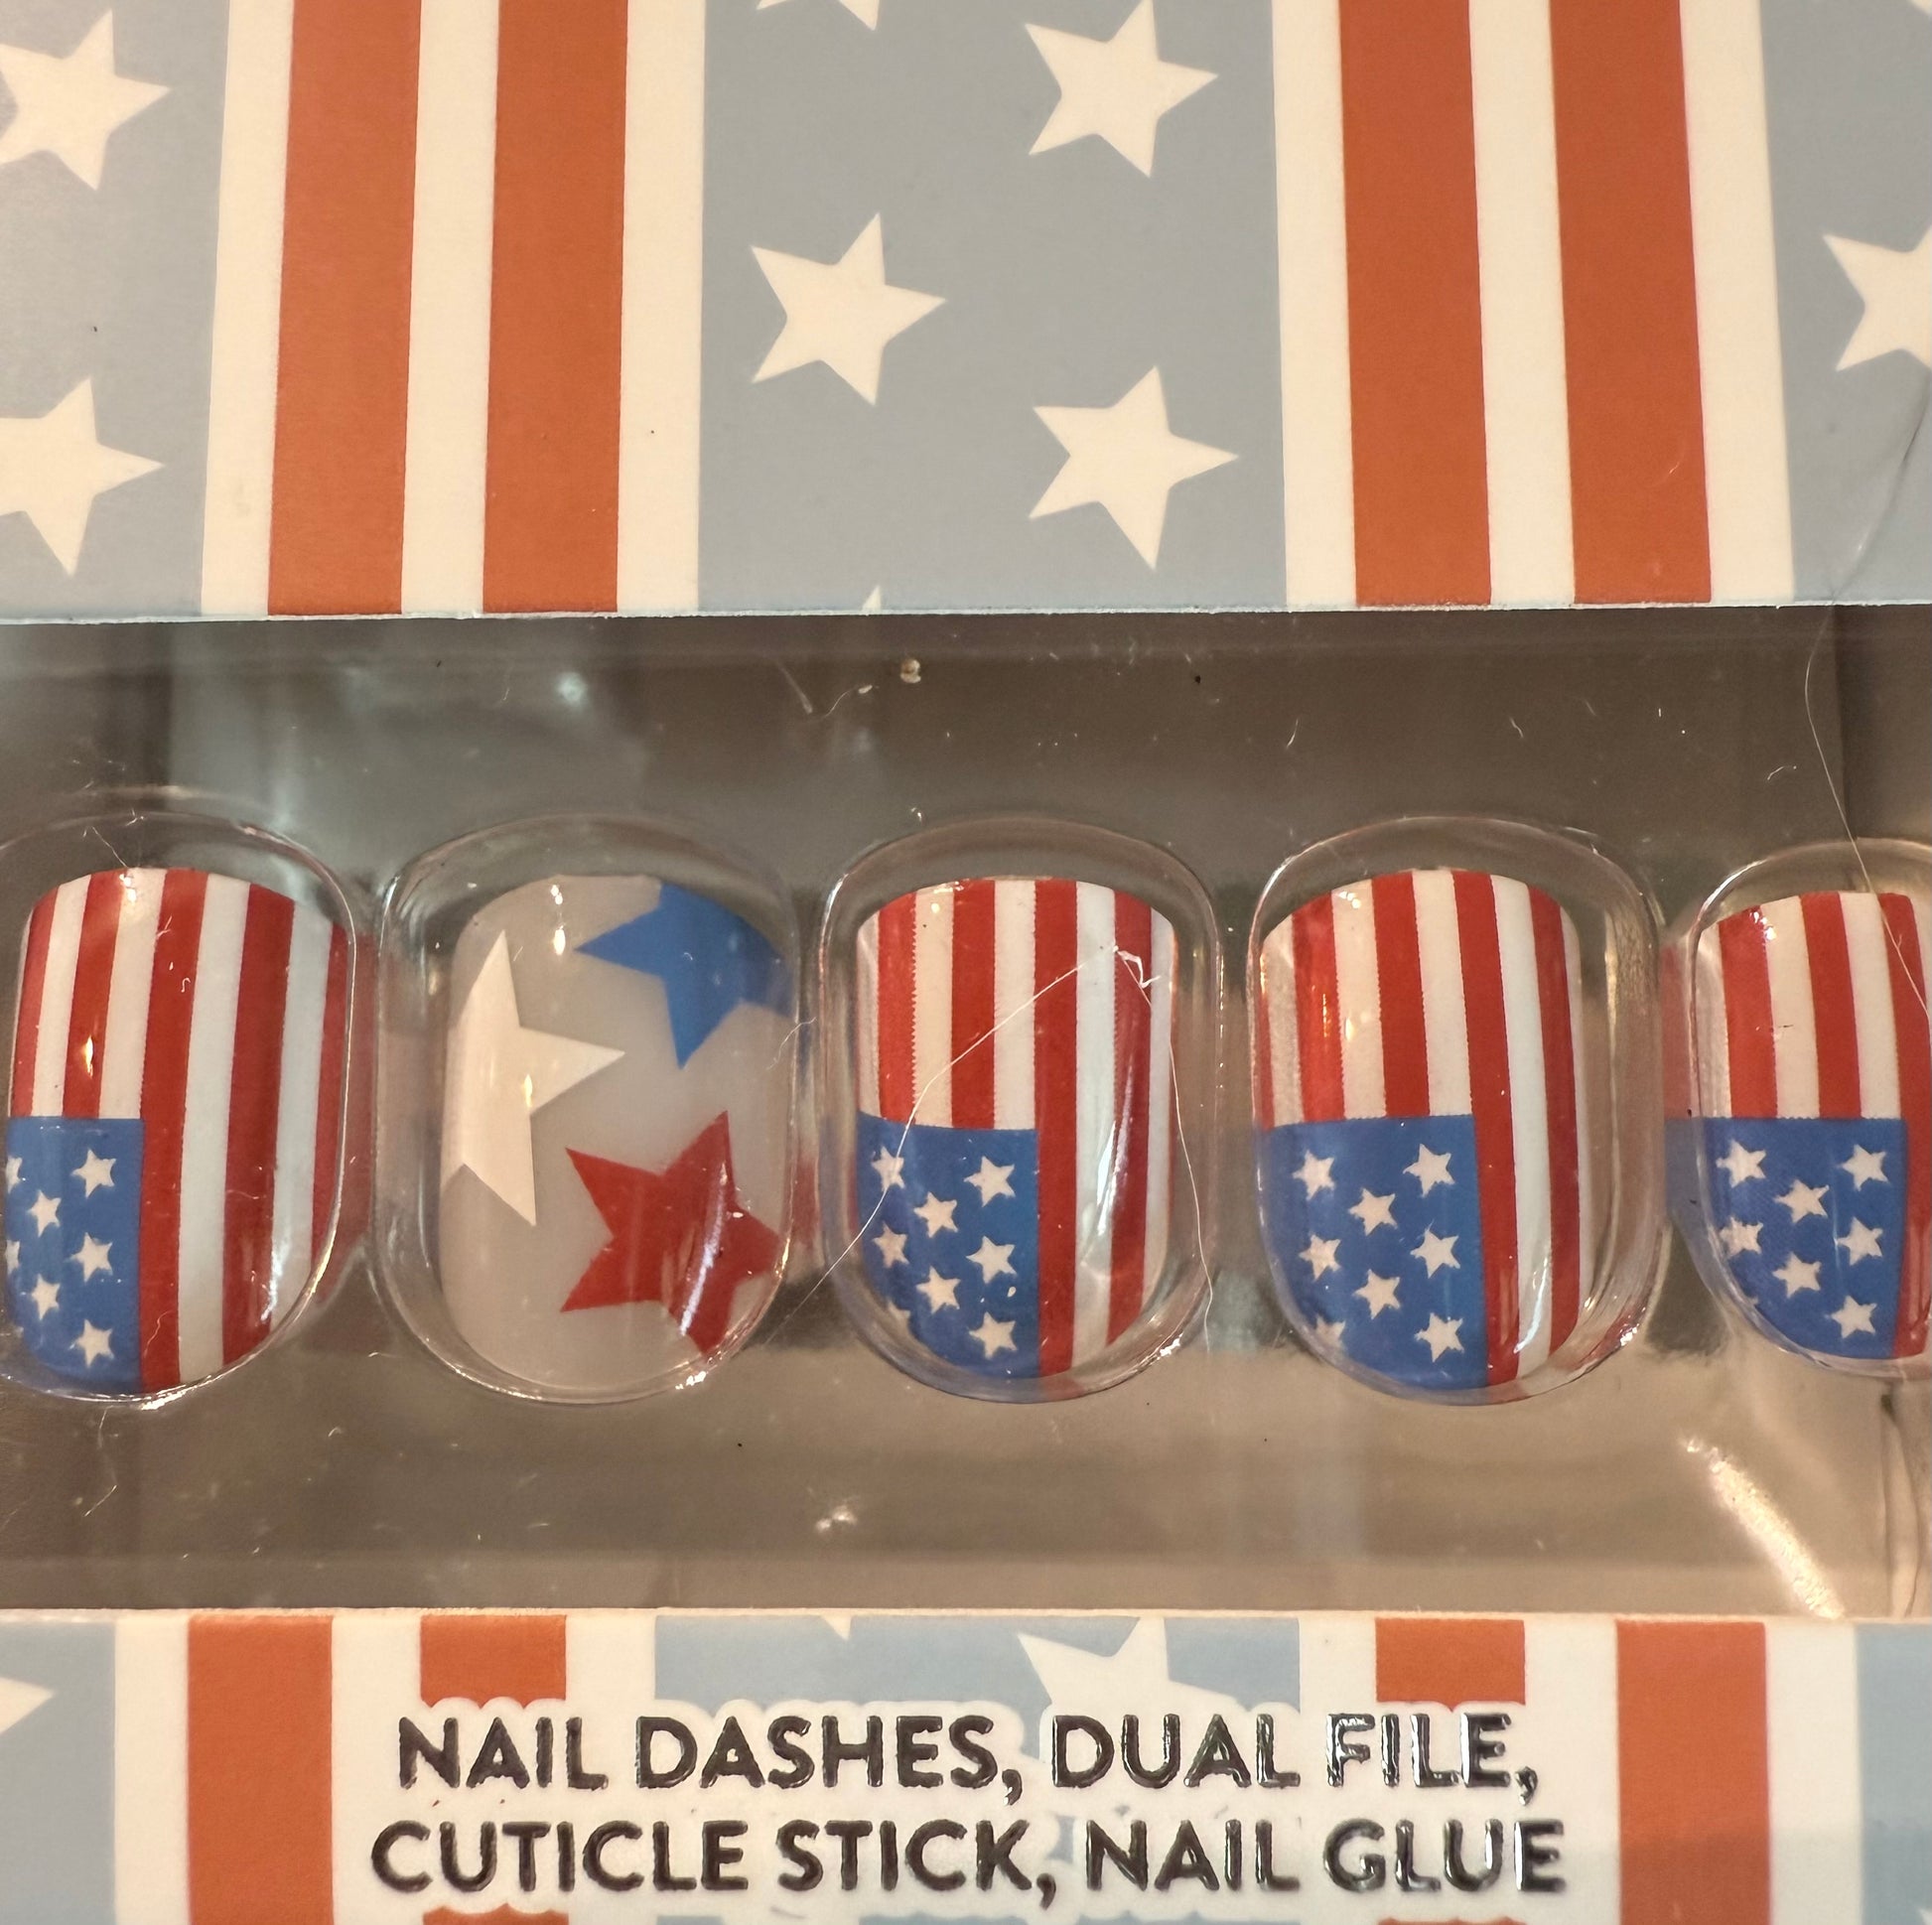 NAIL DASHES, DUAL FILE,
CUTICLE STICK, NAIL GLUE